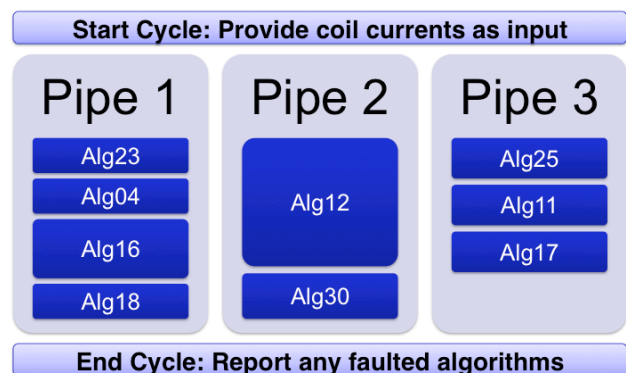 Start Cycle: Provide coil currents as input
Pipe 1
Alg23
Alg04
Alg16
Alg18
Pipe 2
Alg12
Alg30
Pipe 3
Alg25
Alg11
Alg17
End Cycle: Report any faulted algorithms